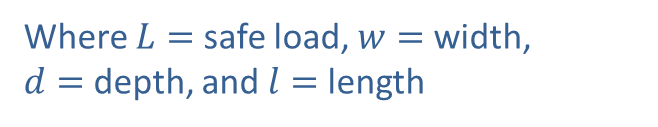 Where L = safe load, w = width,
d = depth, and l = length